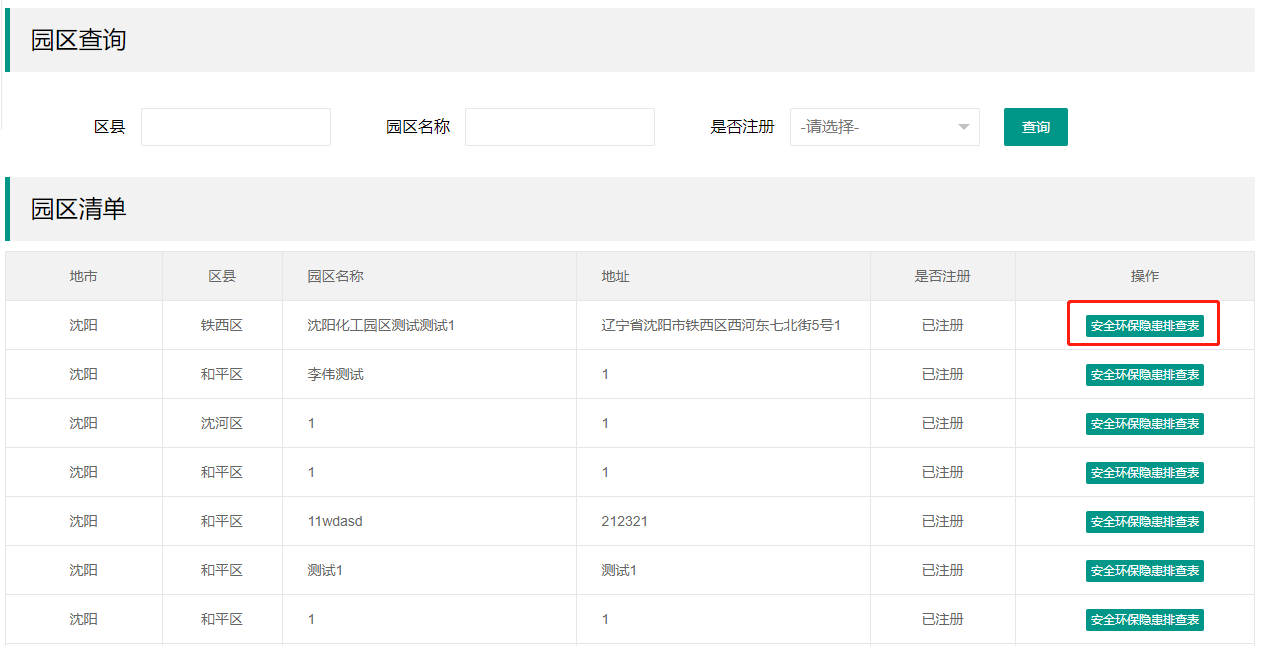 园区查询
区县 园区名称 是否注册 -请选择- 查询
园区清单
地市 区县 园区名称 地址 是否注册 操作
沈阳 铁西区 沈阳化工园区测试测试1 辽宁省沈阳市铁西区西河东七北街5号1 已注册 安全环保隐患排查表
沈阳 和平区 李伟测试 1 已注册 安全环保隐患排查表
沈阳 沈河区 1 1 已注册 安全环保隐患排查表
沈阳 和平区 1 1 已注册 安全环保隐患排查表
沈阳 和平区 11wdasd 212321 已注册 安全环保隐患排查表
沈阳 和平区 测试1 测试1 已注册 安全环保隐患排查表
沈阳 和平区 1 1 已注册 安全环保隐患排查表